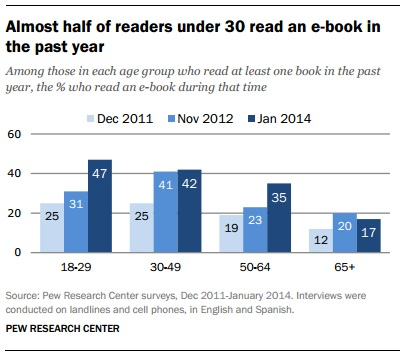 Almost half of readers under 30 read an e-book in
the past year
Among those in each age group who read at least one book in the past
year, the % who read an e-book during that time
Dec 2011 Nov 2012 Jan 2014
60
40
20
0
25 31 47
25 41 42
19 23 35
12 20 17
18-29 30-49 50-64 65+
Source: Pew Research Center surveys, Dec 2011-January 2014. Interviews were
conducted on landlines and cell phones, in English and Spanish.
PEW RESEARCH CENTER